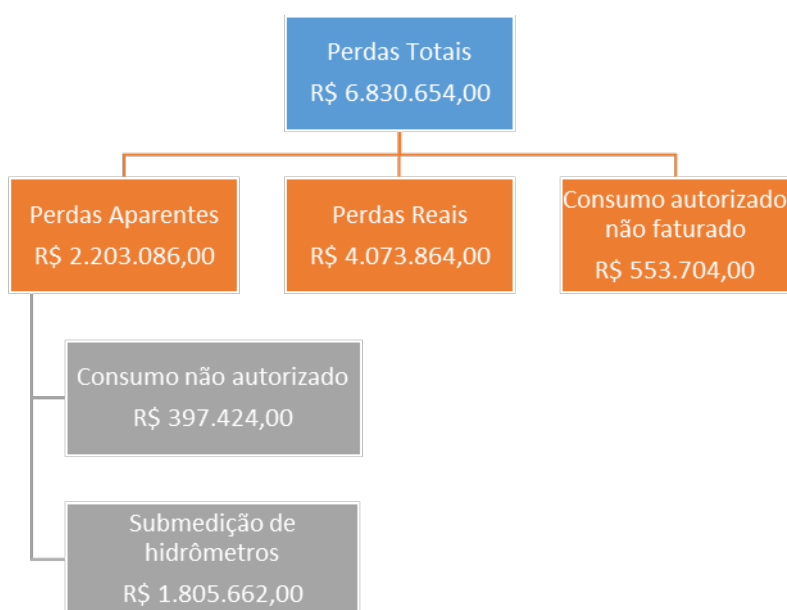 Perdas Totais
R$ 6.830.654,00
Perdas Aparentes
R$ 2.203.086,00
Perdas Reais
R$ 4.073.864,00
Consumo autorizado
não faturado
R$ 553.704,00
Consumo não autorizado
R$ 397.424,00
Submedição de
hidrômetros
R$ 1.805.662,00